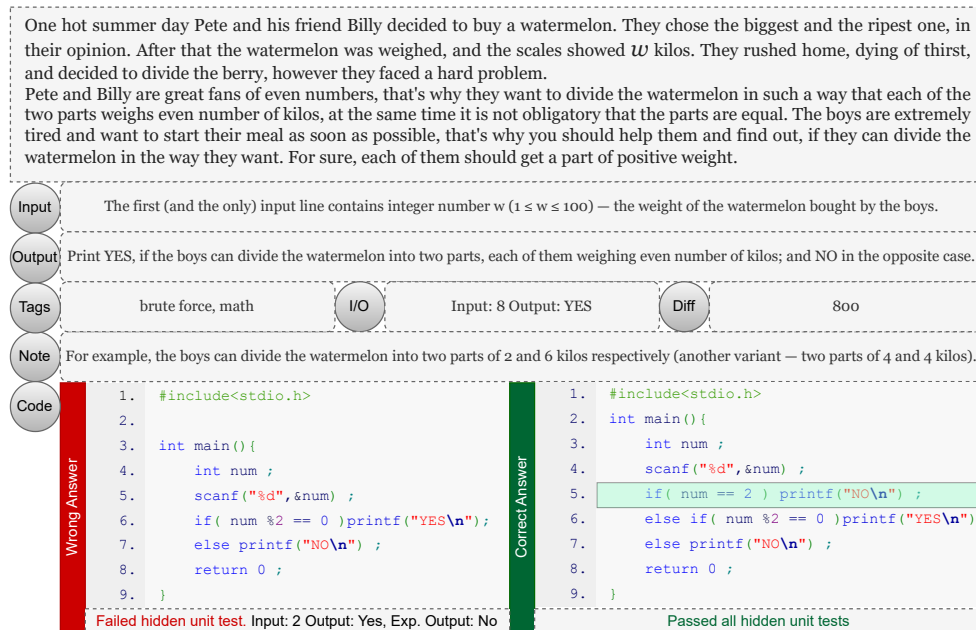 One hot summer day Pete and his friend Billy decided to buy a watermelon. They chose the biggest and the ripest one, in
their opinion. After that the watermelon was weighed, and the scales showed w kilos. They rushed home, dying of thirst,
and decided to divide the berry, however they faced a hard problem.
Pete and Billy are great fans of even numbers, that's why they want to divide the watermelon in such a way that each of the
two parts weighs even number of kilos, at the same time it is not obligatory that the parts are equal. The boys are extremely
tired and want to start their meal as soon as possible, that's why you should help them and find out, if they can divide the
watermelon in the way they want. For sure, each of them should get a part of positive weight.
Input
The first (and the only) input line contains integer number w (1 ≤ w ≤ 100) — the weight of the watermelon bought by the boys.
Output
Print YES, if the boys can divide the watermelon into two parts, each of them weighing even number of kilos; and NO in the opposite case.
Tags
brute force, math
I/O
Input: 8 Output: YES
Diff
800
Note
For example, the boys can divide the watermelon into two parts of 2 and 6 kilos respectively (another variant — two parts of 4 and 4 kilos).
Code
Wrong Answer
1. #include<stdio.h>
2.
3. int main(){
4. int num ;
5. scanf("%d",&num) ;
6. if( num %2 == 0 )printf("YES\n");
7. else printf("NO\n") ;
8. return 0 ;
9. }
Failed hidden unit test. Input: 2 Output: Yes, Exp. Output: No
Correct Answer
1. #include<stdio.h>
2. int main(){
3. int num ;
4. scanf("%d",&num) ;
5. if( num == 2 ) printf("NO\n") ;
6. else if( num %2 == 0 )printf("YES\n")
7. else printf("NO\n") ;
8. return 0 ;
9. }
Passed all hidden unit tests